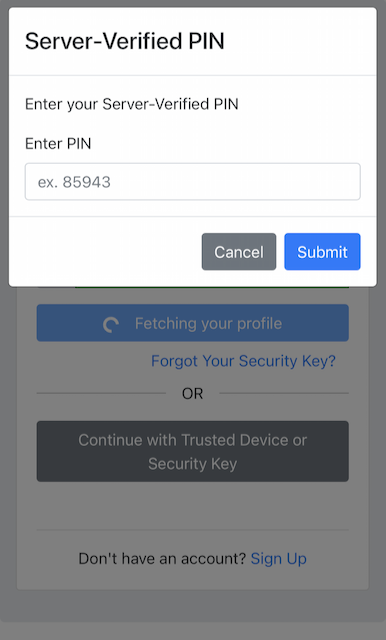 Server-Verified PIN
Enter your Server-Verified PIN
Enter PIN
ex. 85943
Cancel
Submit
Fetching your profile
Forgot Your Security Key?
OR
Continue with Trusted Device or
Security Key
Don't have an account? Sign Up